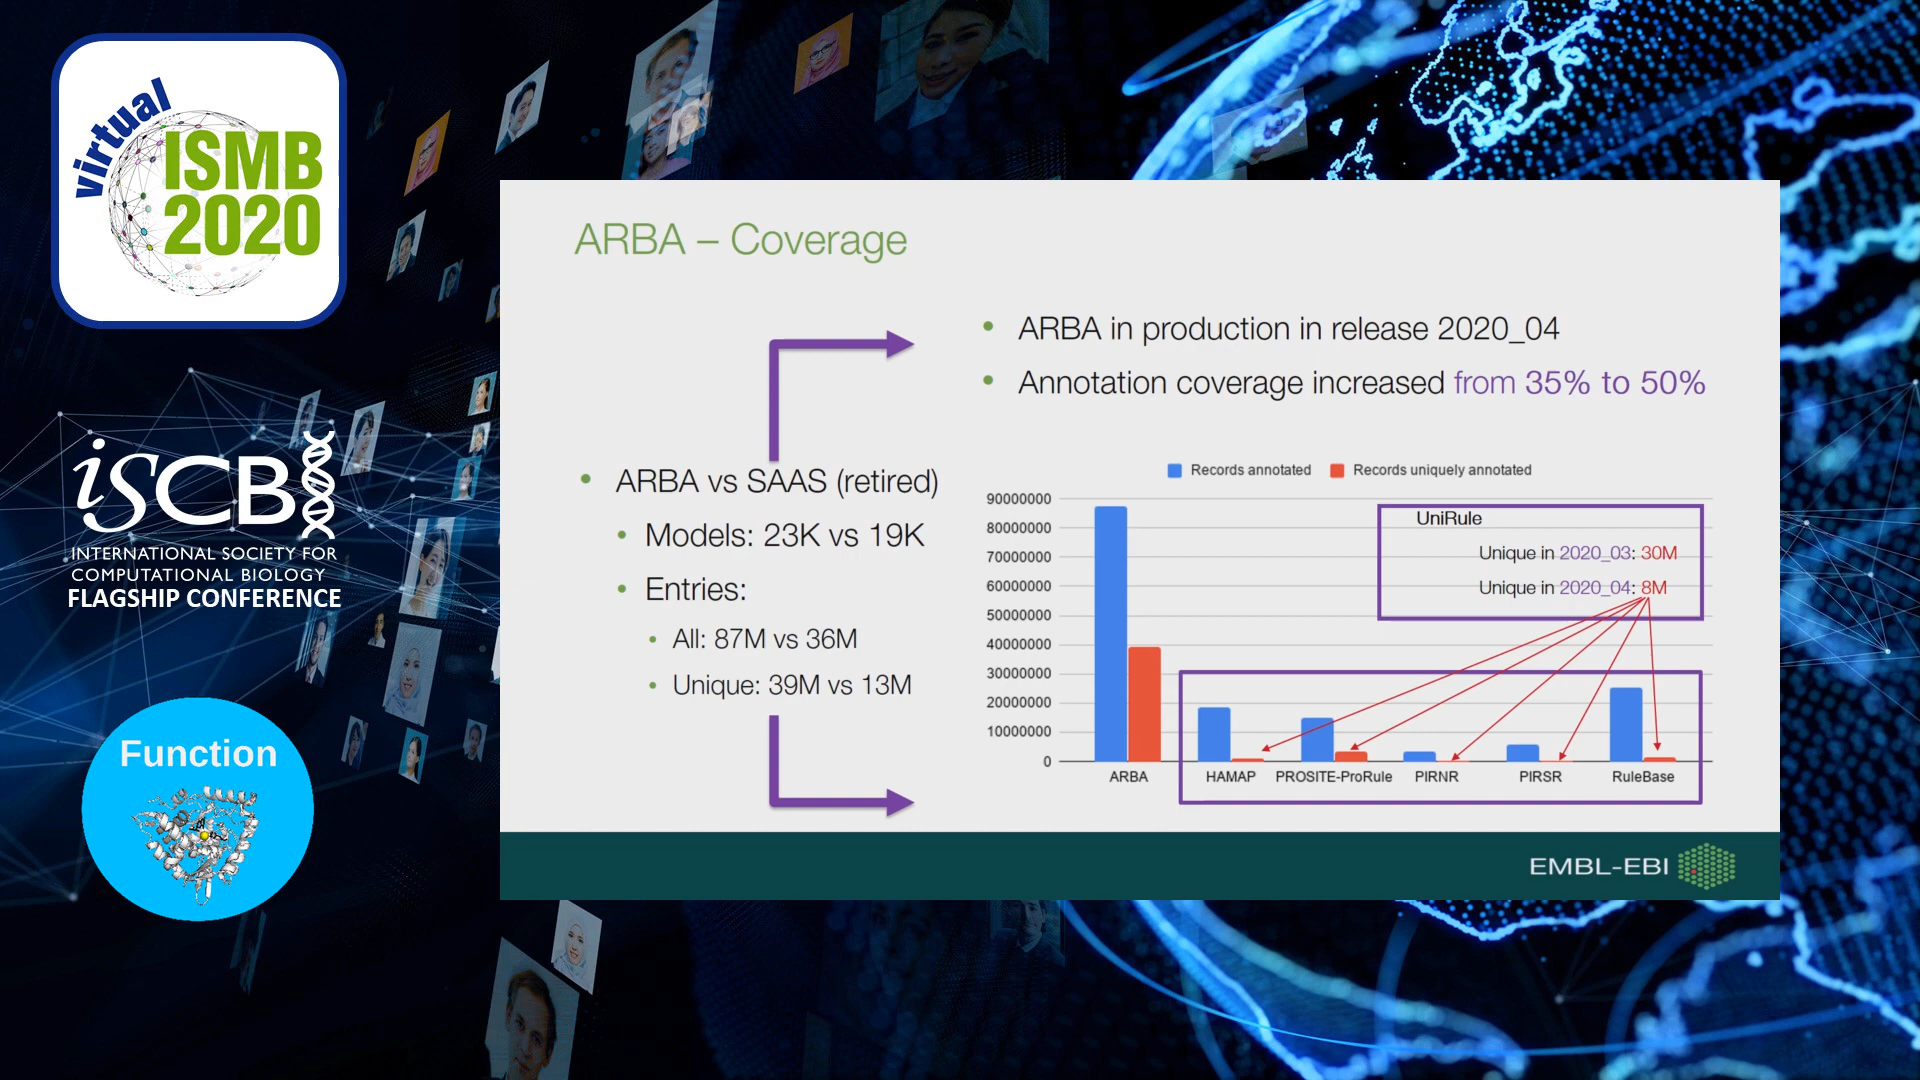 virtual
ISMB
2020
iSCB
INTERNATIONAL SOCIETY FOR
COMPUTATIONAL BIOLOGY
FLAGSHIP CONFERENCE
Function
ARBA – Coverage
• ARBA in production in release 2020_04
• Annotation coverage increased from 35% to 50%
• ARBA vs SAAS (retired)
• Models: 23K vs 19K
• Entries:
• All: 87M vs 36M
• Unique: 39M vs 13M
Records annotated Records uniquely annotated
90000000
80000000
70000000
60000000
50000000
40000000
30000000
20000000
10000000
0
UniRule
Unique in 2020_03: 30M
Unique in 2020_04: 8M
ARBA HAMAP PROSITE-ProRule PIRNR PIRSR RuleBase
EMBL-EBI